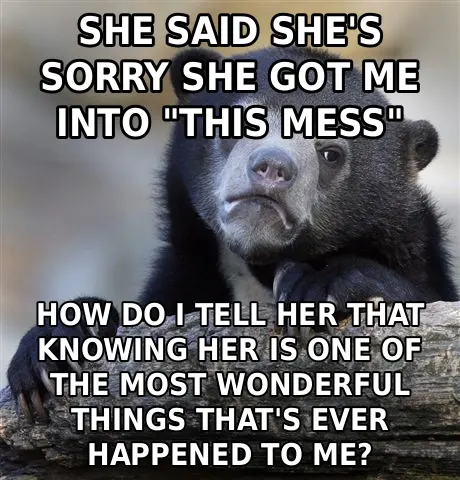 SHE SAID SHE'S
SORRY SHE GOT ME
INTO "THIS MESS"
HOW DO I TELL HER THAT
KNOWING HER IS ONE OF
THE MOST WONDERFUL
THINGS THAT'S EVER
HAPPENED TO ME?